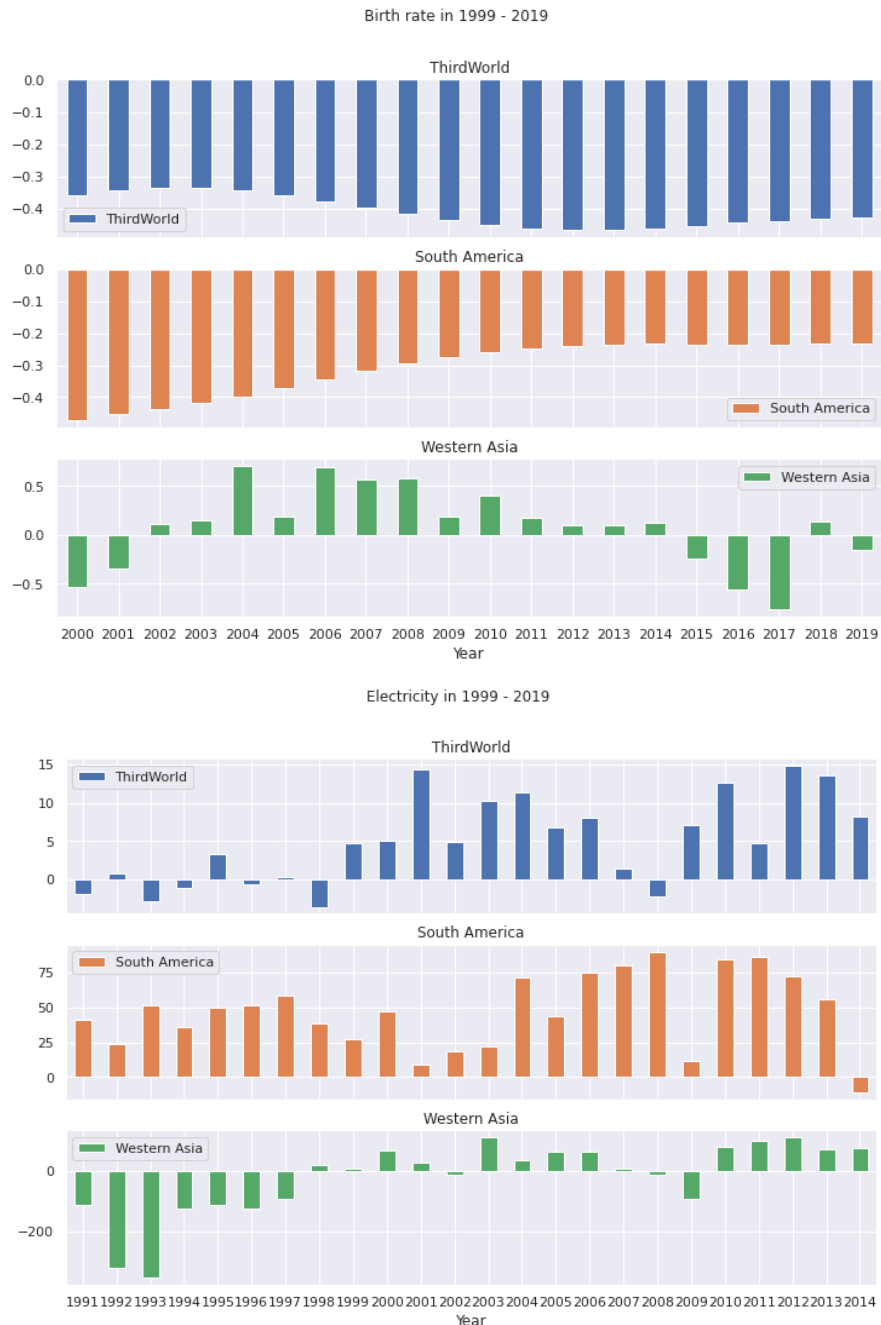 Birth rate in 1999 - 2019
ThirdWorld
0.0
−0.1
−0.2
−0.3
−0.4
ThirdWorld
South America
0.0
−0.1
−0.2
−0.3
−0.4
South America
Western Asia
0.5
0.0
−0.5
Western Asia
2000 2001 2002 2003 2004 2005 2006 2007 2008 2009 2010 2011 2012 2013 2014 2015 2016 2017 2018 2019
Year
Electricity in 1999 - 2019
ThirdWorld
15
10
5
0
ThirdWorld
South America
75
50
25
0
South America
Western Asia
0
−200
Western Asia
1991 1992 1993 1994 1995 1996 1997 1998 1999 2000 2001 2002 2003 2004 2005 2006 2007 2008 2009 2010 2011 2012 2013 2014
Year